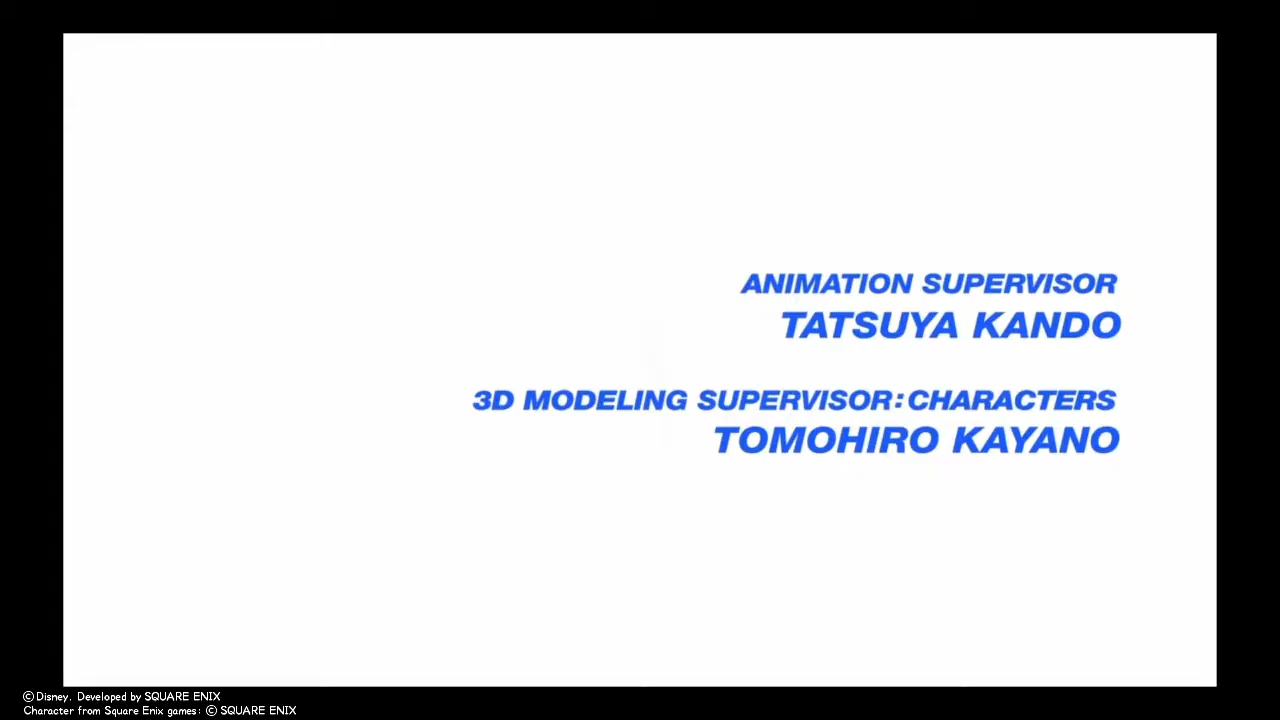 ANIMATION SUPERVISOR
TATSUYA KANDO
3D MODELING SUPERVISOR: CHARACTERS
TOMOHIRO KAYANO
© Disney. Developed by SQUARE ENIX
Character from Square Enix games: © SQUARE ENIX